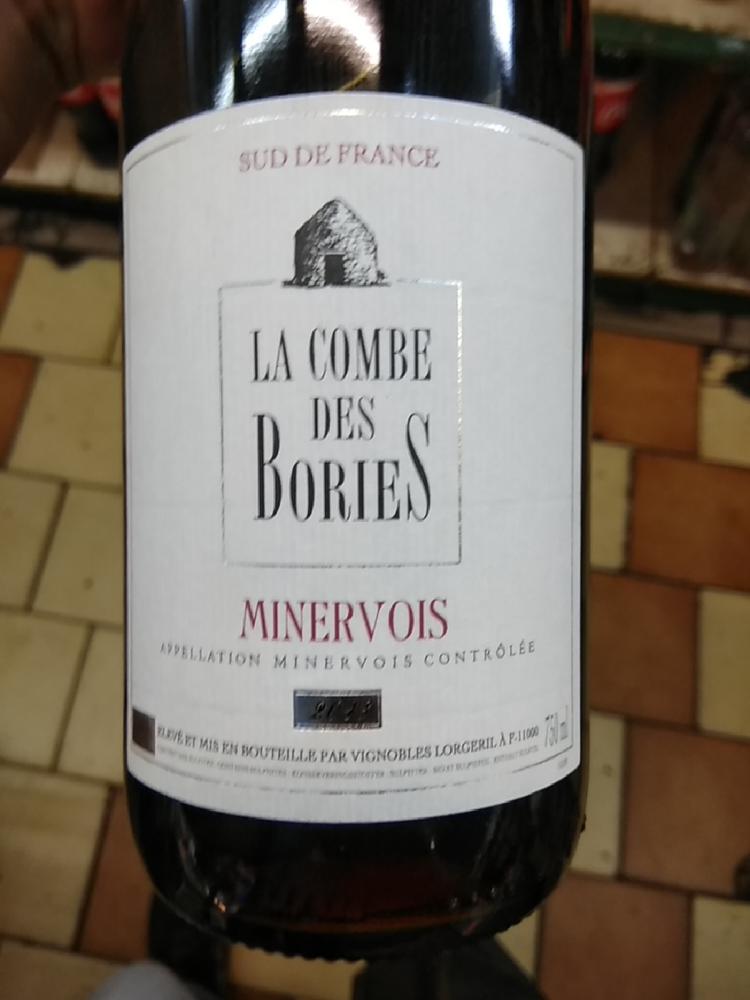 SUD DE FRANCE
LA COMBE
DES
BORIES
MINERVOIS
APPELLATION MINERVOIS CONTRÔLÉE
ELEVÉ ET MIS EN BOUTEILLE PAR VIGNOBLES LORGERIL À F-11000
750 ml